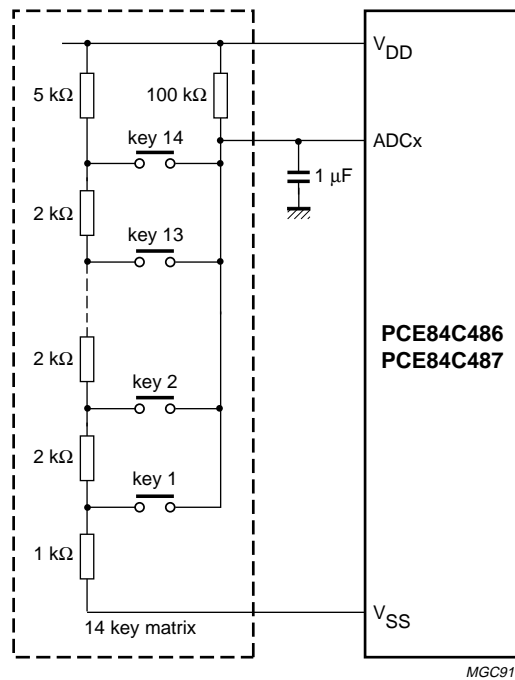 V_DD
5 kΩ
100 kΩ
key 14
ADCx
1 μF
2 kΩ
key 13
PCE84C486
PCE84C487
2 kΩ
key 2
2 kΩ
key 1
1 kΩ
V_SS
14 key matrix
MGC91